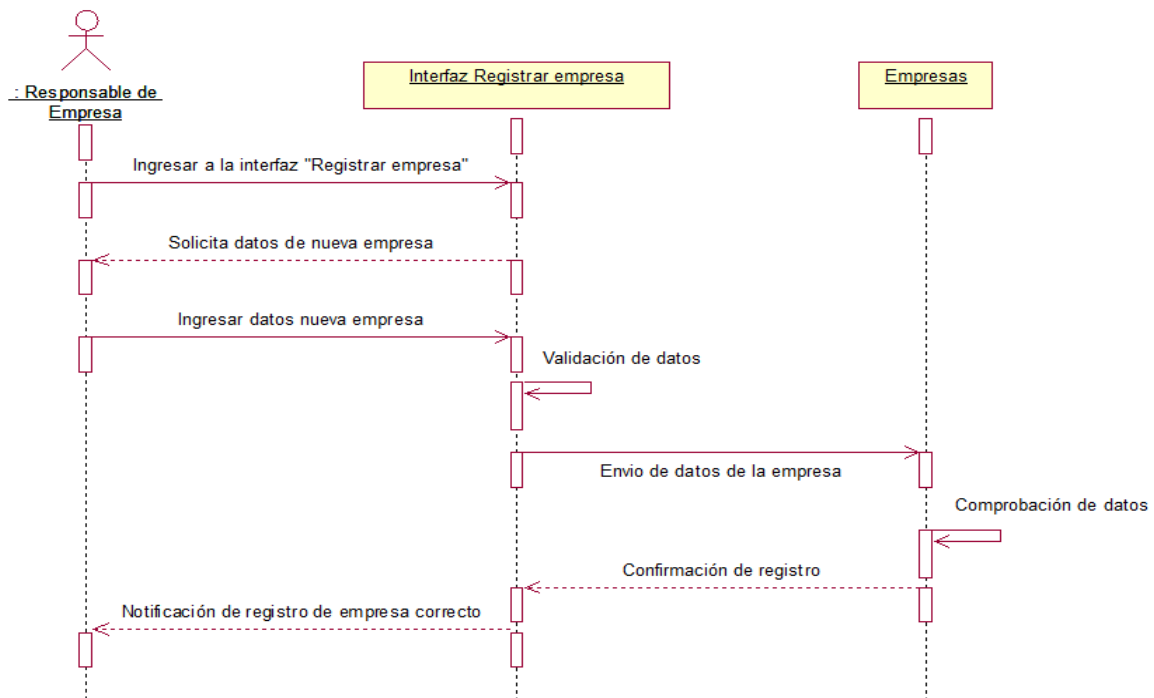 : Responsable de
Empresa
Interfaz Registrar empresa
Empresas
Ingresar a la interfaz "Registrar empresa"
Solicita datos de nueva empresa
Ingresar datos nueva empresa
Validación de datos
Envio de datos de la empresa
Comprobación de datos
Confirmación de registro
Notificación de registro de empresa correcto